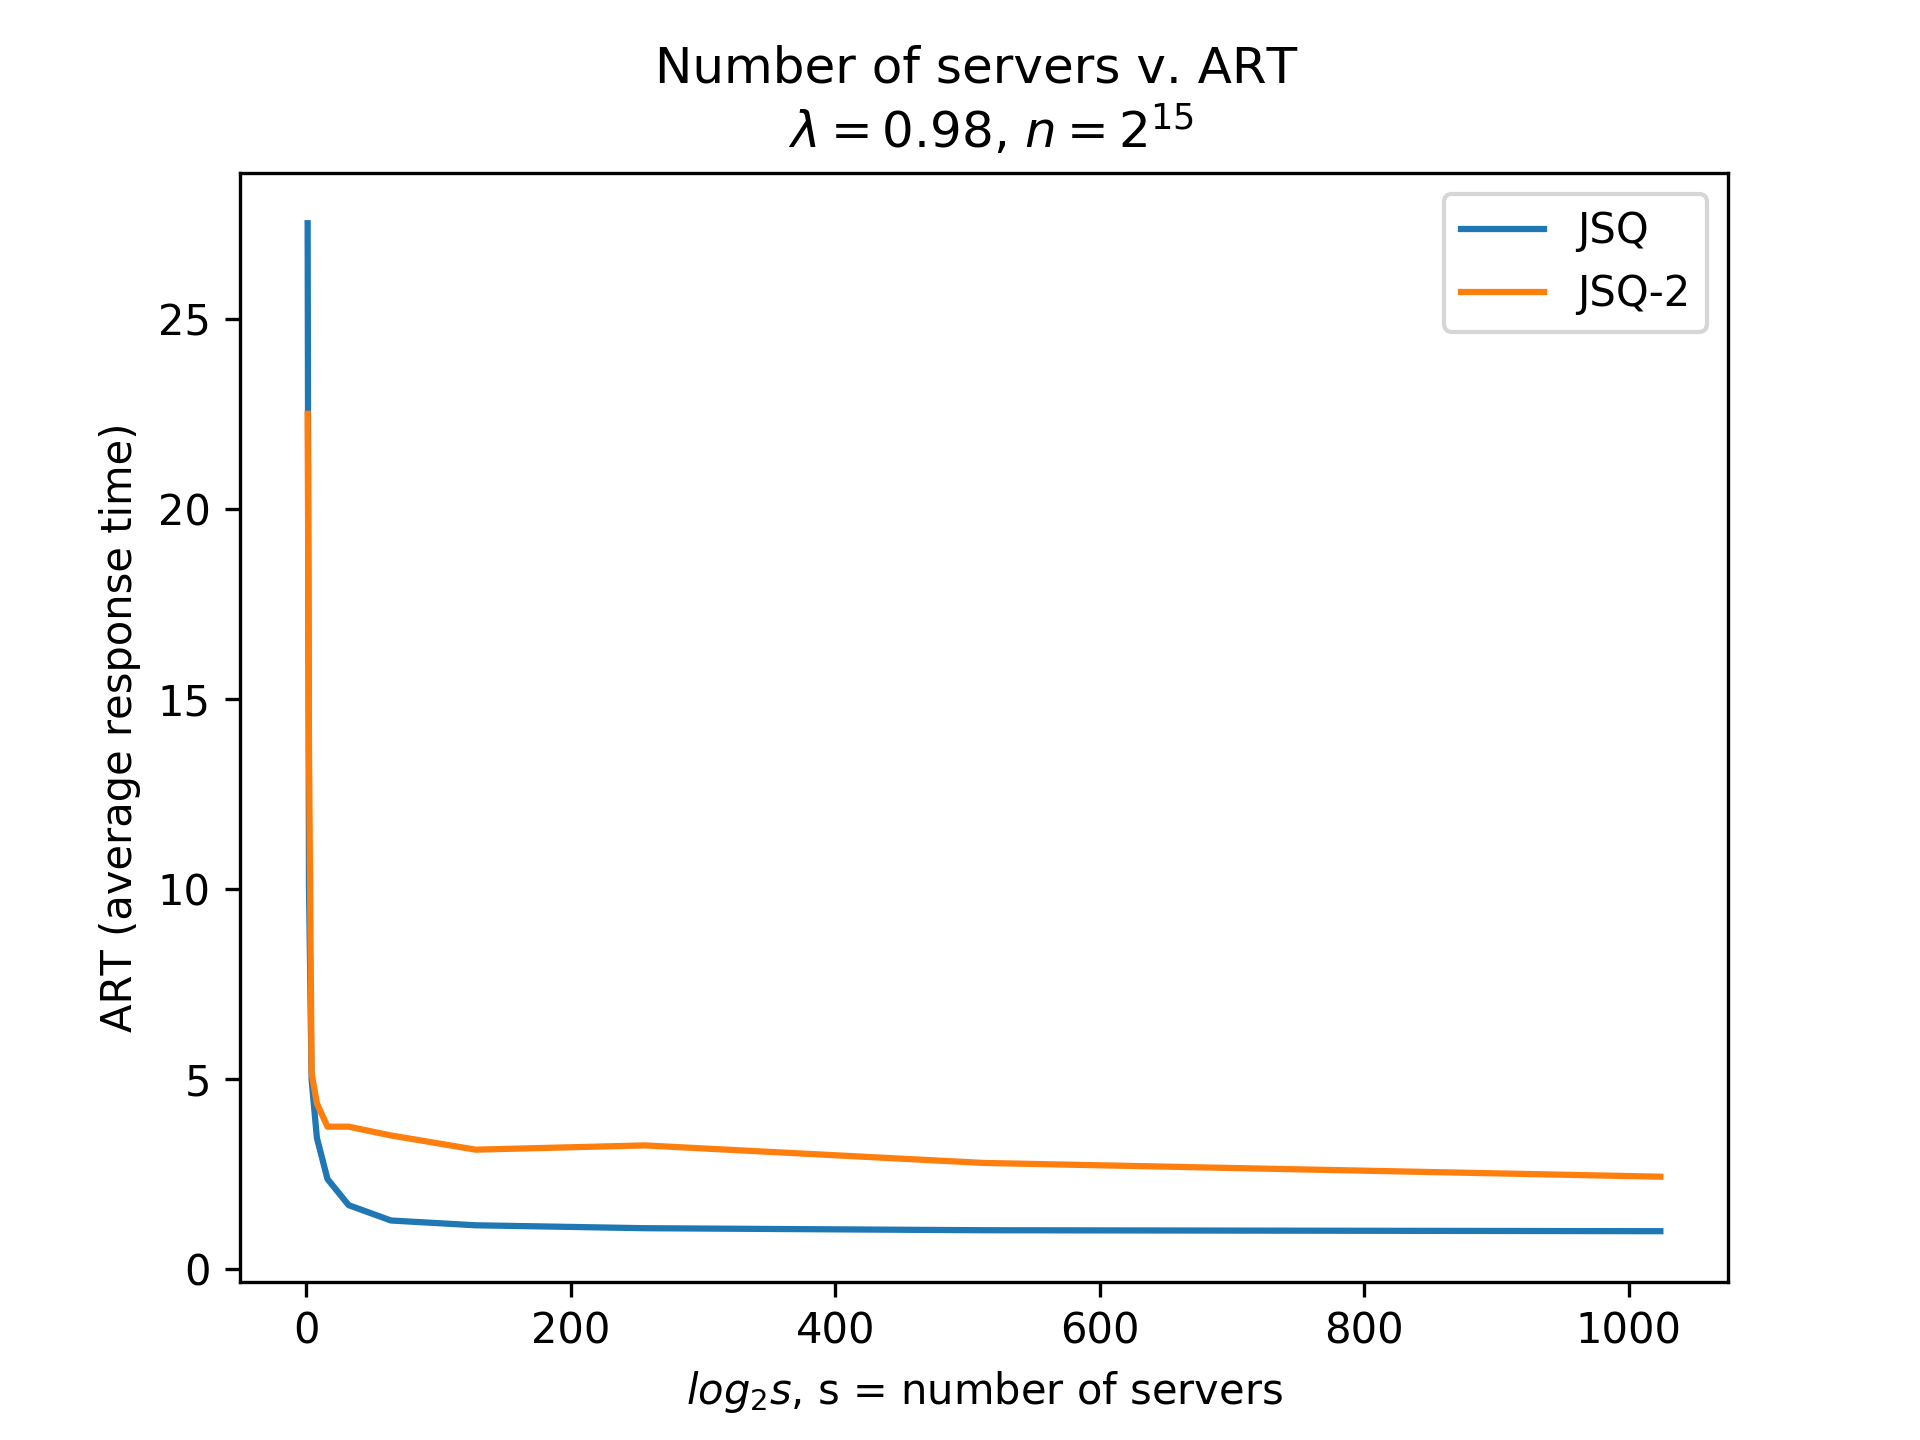 Number of servers v. ART
λ = 0.98, n = 2¹⁵
JSQ
JSQ-2
ART (average response time)
25
20
15
10
5
0
0 200 400 600 800 1000
log₂s, s = number of servers